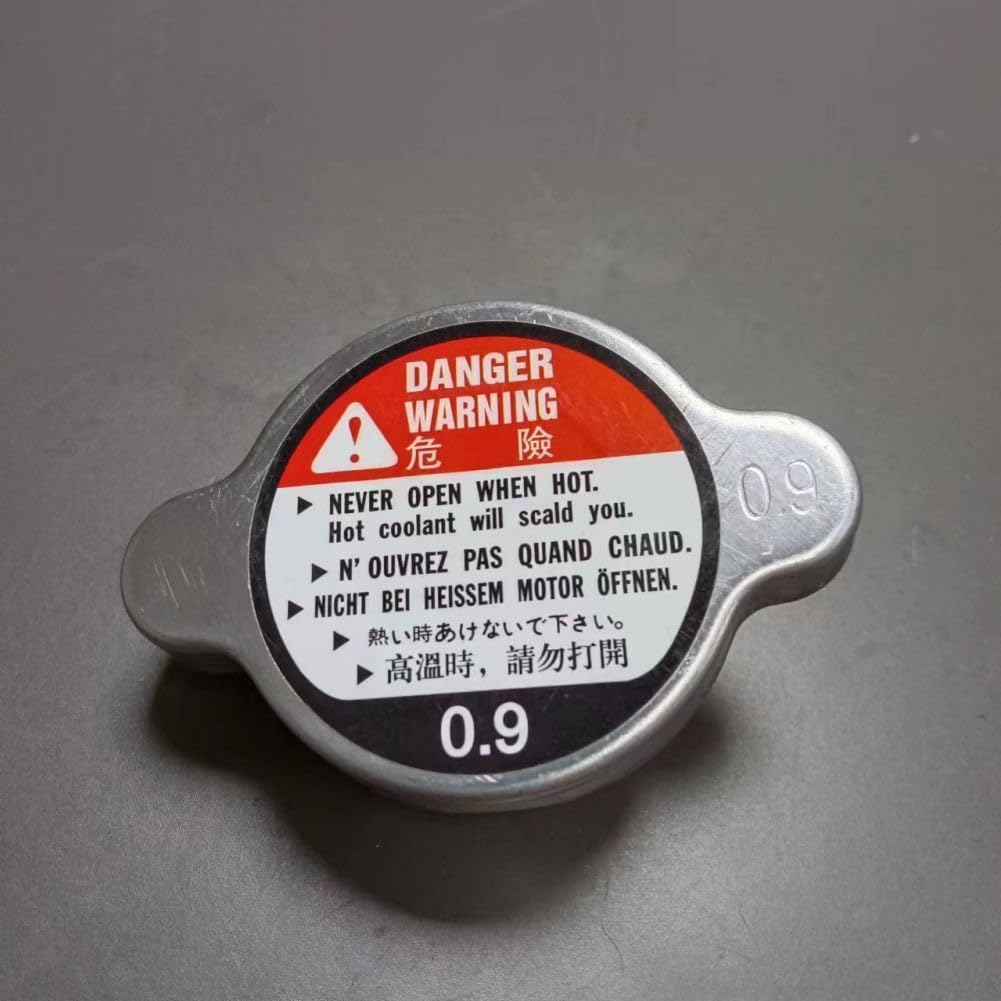 DANGER
WARNING
危 險
▶ NEVER OPEN WHEN HOT.
Hot coolant will scald you.
▶ N' OUVREZ PAS QUAND CHAUD.
▶ NICHT BEI HEISSEM MOTOR ÖFFNEN.
▶ 熱い時あけないで下さい。
▶ 高溫時，請勿打開
0.9
0.9